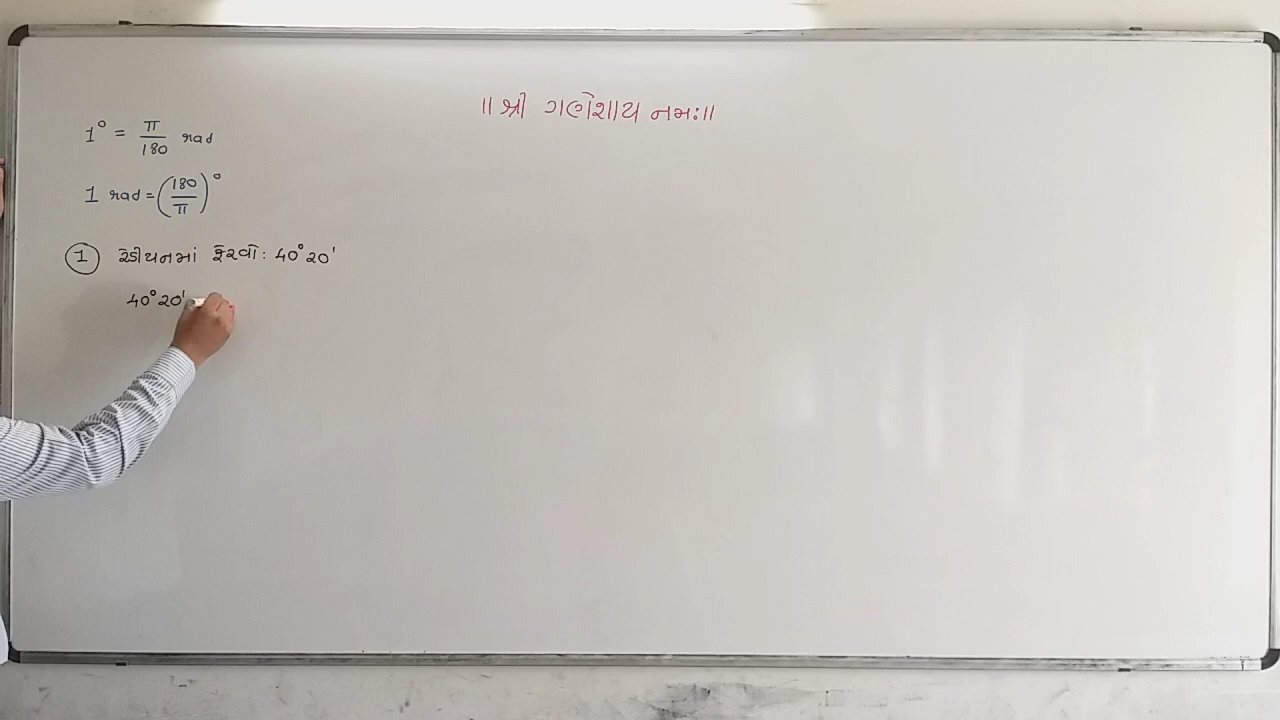 ॥ શ્રી ગણેશાય નમઃ॥
1° = π/180 rad
1 rad = (180/π)°
1 રેડીયનમાં ફેરવો : 40°20'
40°20'